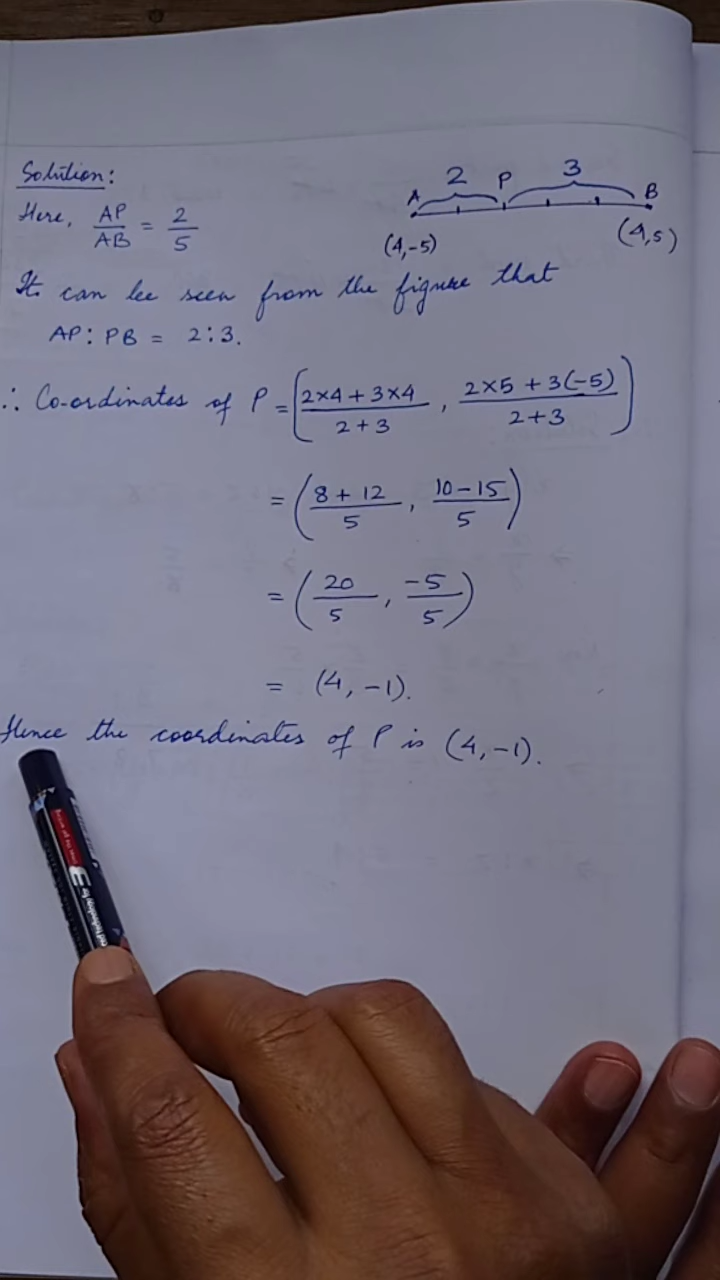 Solution:
2 3
A P B
Here, AP/AB = 2/5
(4,-5) (4,5)
It can be seen from the figure that
AP : PB = 2 : 3.
∴ Co-ordinates of P = ((2×4 + 3×4)/(2+3), (2×5 + 3(-5))/(2+3))
= ((8 + 12)/5, (10-15)/5)
= (20/5, -5/5)
= (4, -1).
Hence the coordinates of P is (4,-1).